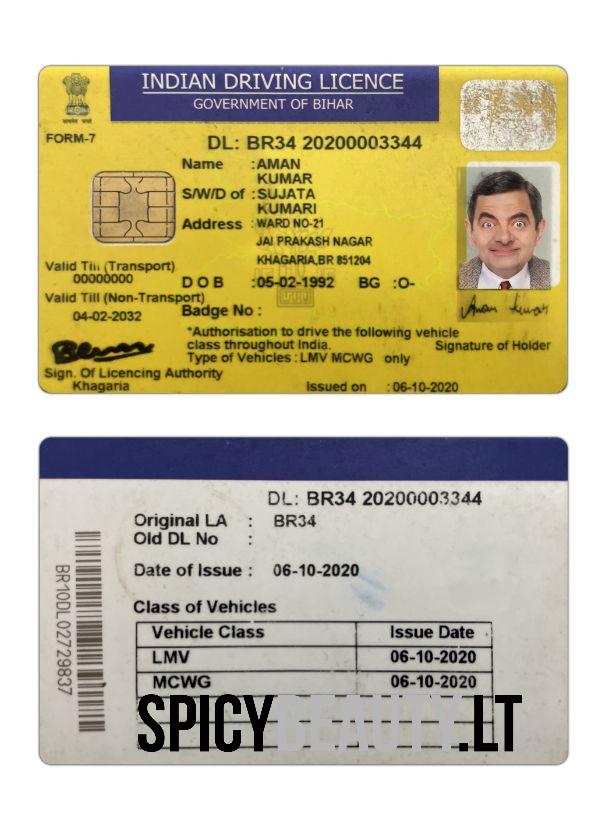 INDIAN DRIVING LICENCE
GOVERNMENT OF BIHAR
FORM-7
DL: BR34 20200003344
Name :AMAN
KUMAR
S/W/D of :SUJATA
KUMARI
Address :WARD NO-21
JAI PRAKASH NAGAR
KHAGARIA,BR 851204
Valid Till (Transport)
00000000
D O B :05-02-1992 BG :O-
Valid Till (Non-Transport)
04-02-2032
Badge No :
Aman Kumar
*Authorisation to drive the following vehicle
class throughout India.
Signature of Holder
Type of Vehicles : LMV MCWG only
Sign. Of Licencing Authority
Khagaria
Issued on :06-10-2020
DL: BR34 20200003344
Original LA : BR34
Old DL No :
Date of Issue : 06-10-2020
BR10DL02729837
Class of Vehicles
Vehicle Class Issue Date
LMV 06-10-2020
MCWG 06-10-2020
SPICYBEAUTY.LT